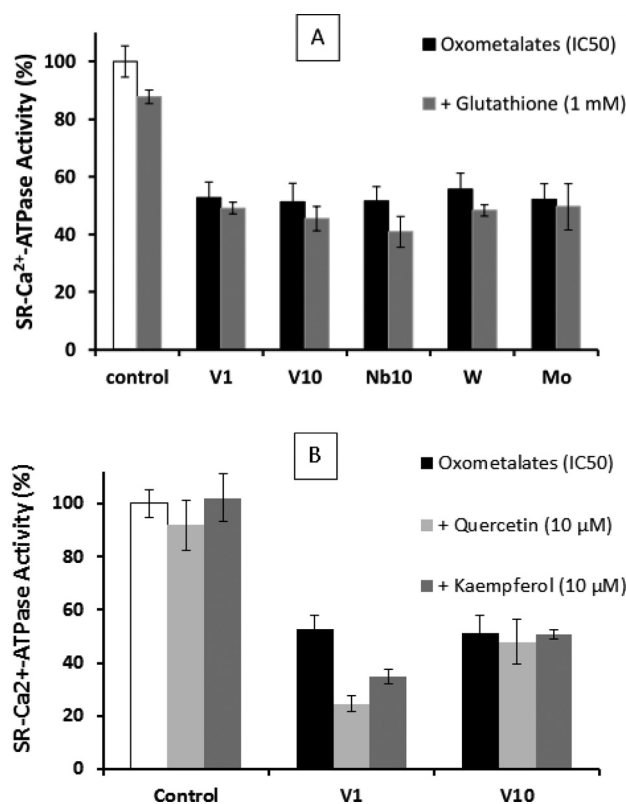 A
Oxometalates (IC50)
+ Glutathione (1 mM)
SR-Ca²⁺-ATPase Activity (%)
100
80
60
40
20
0
control V1 V10 Nb10 W Mo
B
Oxometalates (IC50)
+ Quercetin (10 µM)
+ Kaempferol (10 µM)
SR-Ca2+-ATPase Activity (%)
100
80
60
40
20
0
Control V1 V10